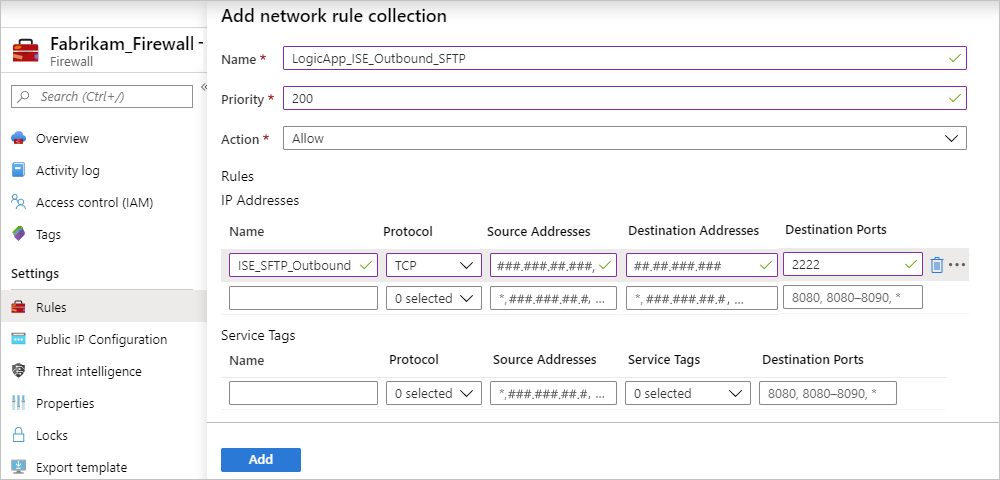 Fabrikam_Firewall -
Firewall
Search (Ctrl+/)
«
Overview
Activity log
Access control (IAM)
Tags
Settings
Rules
Public IP Configuration
Threat intelligence
Properties
Locks
Export template
Add network rule collection
Name *
LogicApp_ISE_Outbound_SFTP
Priority *
200
Action *
Allow
Rules
IP Addresses
Name Protocol Source Addresses Destination Addresses Destination Ports
ISE_SFTP_Outbound TCP ###.###.##.###, ##.##.###.### 2222
0 selected *, ###.###.##.#, ... *, ###.###.##.#, ... 8080, 8080–8090, *
Service Tags
Name Protocol Source Addresses Service Tags Destination Ports
0 selected *,###.###.##.#, ... 0 selected 8080, 8080–8090, *
Add